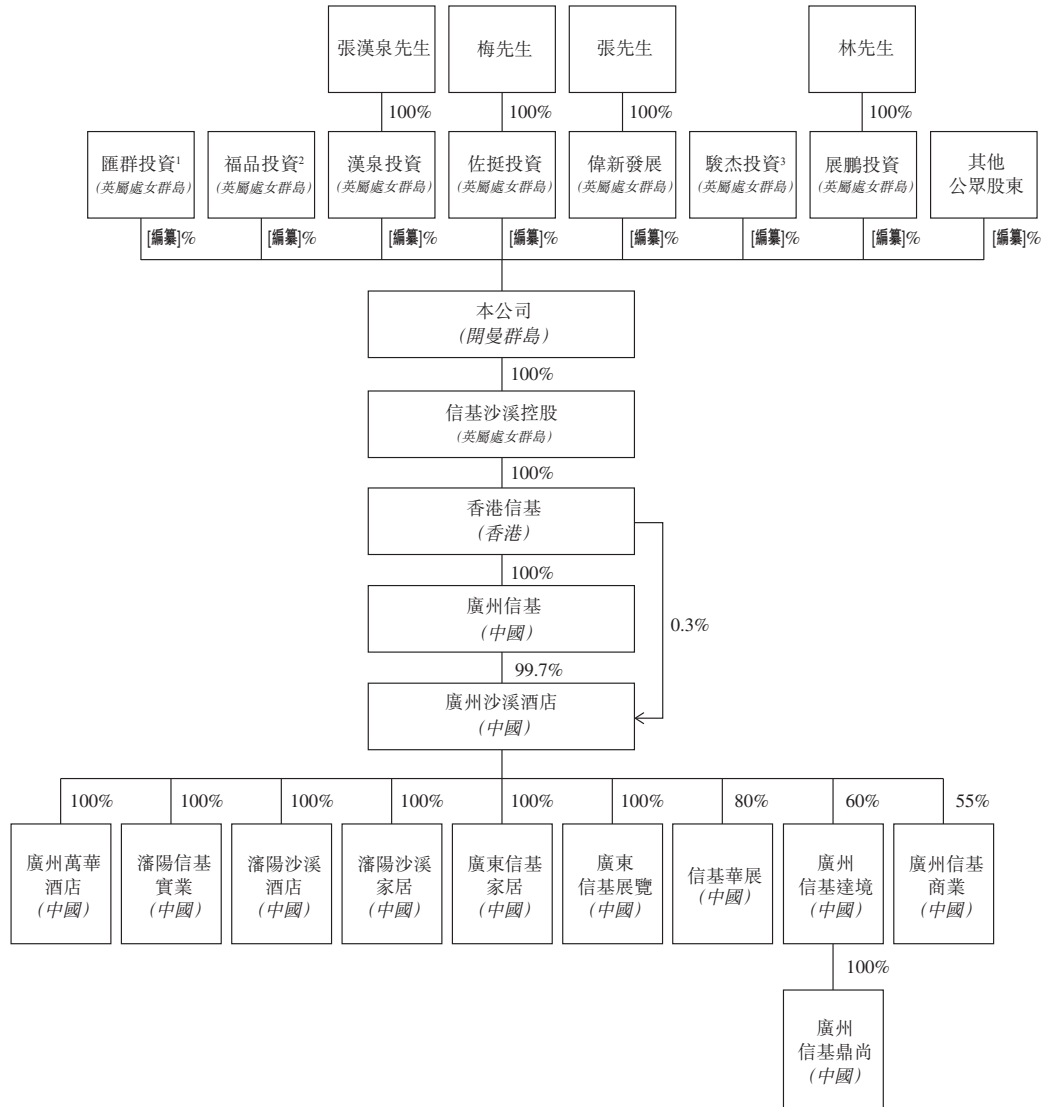 張漢泉先生
梅先生
張先生
林先生
100%
100%
100%
100%
匯群投資¹
(英屬處女群島)
福品投資²
(英屬處女群島)
漢泉投資
(英屬處女群島)
佐挺投資
(英屬處女群島)
偉新發展
(英屬處女群島)
駿杰投資³
(英屬處女群島)
展鵬投資
(英屬處女群島)
其他
公眾股東
[編纂]%
[編纂]%
[編纂]%
[編纂]%
[編纂]%
[編纂]%
[編纂]%
[編纂]%
本公司
(開曼群島)
100%
信基沙溪控股
(英屬處女群島)
100%
香港信基
(香港)
100%
廣州信基
(中國)
0.3%
99.7%
廣州沙溪酒店
(中國)
100%
100%
100%
100%
100%
100%
80%
60%
55%
廣州萬華
酒店
(中國)
瀋陽信基
實業
(中國)
瀋陽沙溪
酒店
(中國)
瀋陽沙溪
家居
(中國)
廣東信基
家居
(中國)
廣東
信基展覽
(中國)
信基華展
(中國)
廣州
信基達境
(中國)
廣州信基
商業
(中國)
100%
廣州
信基鼎尚
(中國)